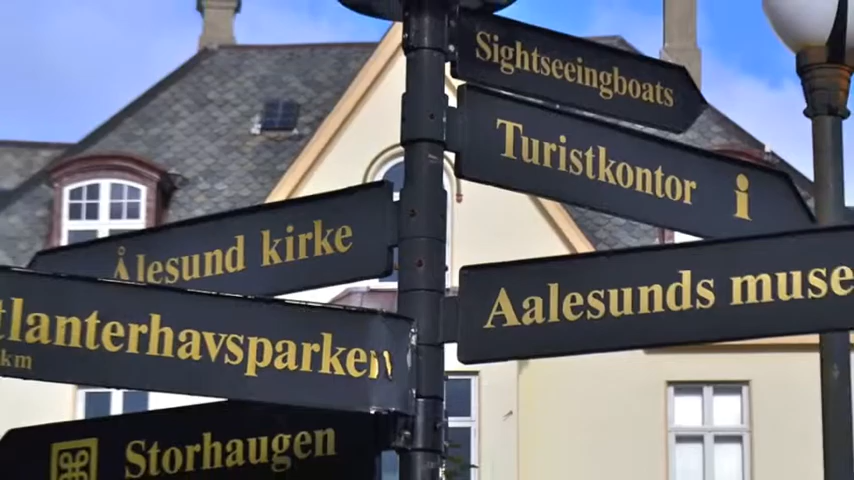 Sightseeingboats
Turistkontor i
Ålesund kirke
Aalesunds muse
tlanterhavsparken
km
Storhaugen